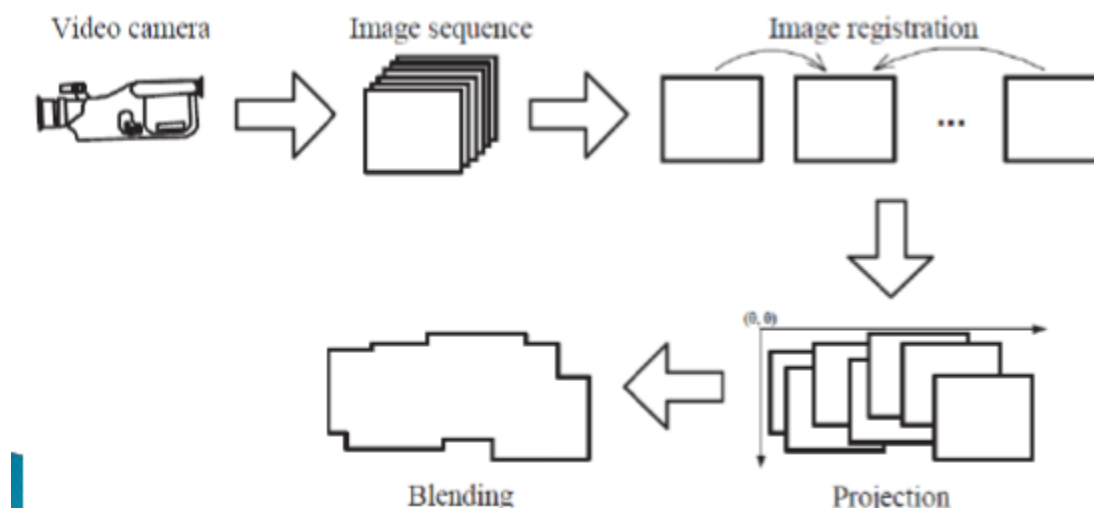 Video camera
Image sequence
Image registration
...
(0, 0)
Blending
Projection